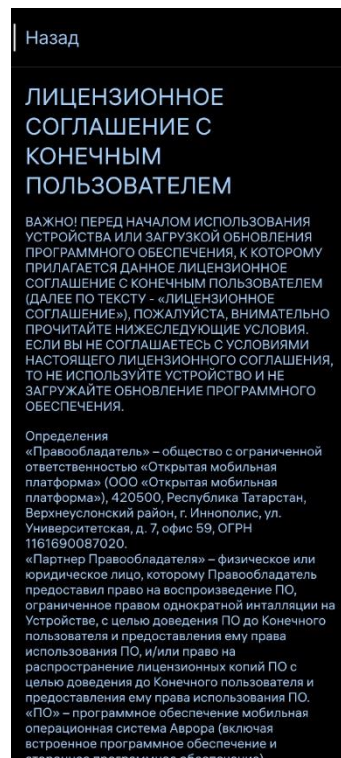 Назад
ЛИЦЕНЗИОННОЕ
СОГЛАШЕНИЕ С
КОНЕЧНЫМ
ПОЛЬЗОВАТЕЛЕМ
ВАЖНО! ПЕРЕД НАЧАЛОМ ИСПОЛЬЗОВАНИЯ
УСТРОЙСТВА ИЛИ ЗАГРУЗКОЙ ОБНОВЛЕНИЯ
ПРОГРАММНОГО ОБЕСПЕЧЕНИЯ, К КОТОРОМУ
ПРИЛАГАЕТСЯ ДАННОЕ ЛИЦЕНЗИОННОЕ
СОГЛАШЕНИЕ С КОНЕЧНЫМ ПОЛЬЗОВАТЕЛЕМ
(ДАЛЕЕ ПО ТЕКСТУ - «ЛИЦЕНЗИОННОЕ
СОГЛАШЕНИЕ»), ПОЖАЛУЙСТА, ВНИМАТЕЛЬНО
ПРОЧИТАЙТЕ НИЖЕСЛЕДУЮЩИЕ УСЛОВИЯ.
ЕСЛИ ВЫ НЕ СОГЛАШАЕТЕСЬ С УСЛОВИЯМИ
НАСТОЯЩЕГО ЛИЦЕНЗИОННОГО СОГЛАШЕНИЯ,
ТО НЕ ИСПОЛЬЗУЙТЕ УСТРОЙСТВО И НЕ
ЗАГРУЖАЙТЕ ОБНОВЛЕНИЕ ПРОГРАММНОГО
ОБЕСПЕЧЕНИЯ.
Определения
«Правообладатель» – общество с ограниченной
ответственностью «Открытая мобильная
платформа» (ООО «Открытая мобильная
платформа»), 420500, Республика Татарстан,
Верхнеуслонский район, г. Иннополис, ул.
Университетская, д. 7, офис 59, ОГРН
1161690087020.
«Партнер Правообладателя» – физическое или
юридическое лицо, которому Правообладатель
предоставил право на воспроизведение ПО,
ограниченное правом однократной инталляции на
Устройстве, с целью доведения ПО до Конечного
пользователя и предоставления ему права
использования ПО, и/или право на
распространение лицензионных копий ПО с
целью доведения до Конечного пользователя и
предоставления ему права использования ПО.
«ПО» – программное обеспечение мобильная
операционная система Аврора (включая
встроенное программное обеспечение и
стороннее программное обеспечение)